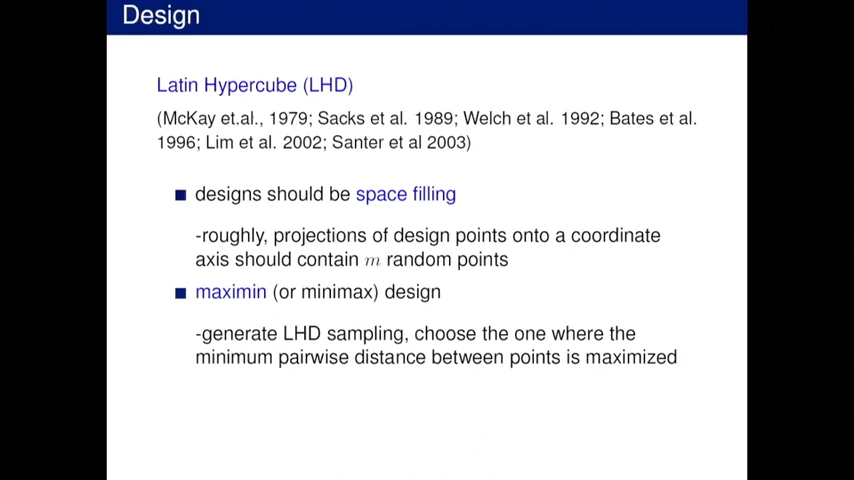 Design
Latin Hypercube (LHD)
(McKay et.al., 1979; Sacks et al. 1989; Welch et al. 1992; Bates et al.
1996; Lim et al. 2002; Santer et al 2003)
designs should be space filling
-roughly, projections of design points onto a coordinate
axis should contain m random points
maximin (or minimax) design
-generate LHD sampling, choose the one where the
minimum pairwise distance between points is maximized